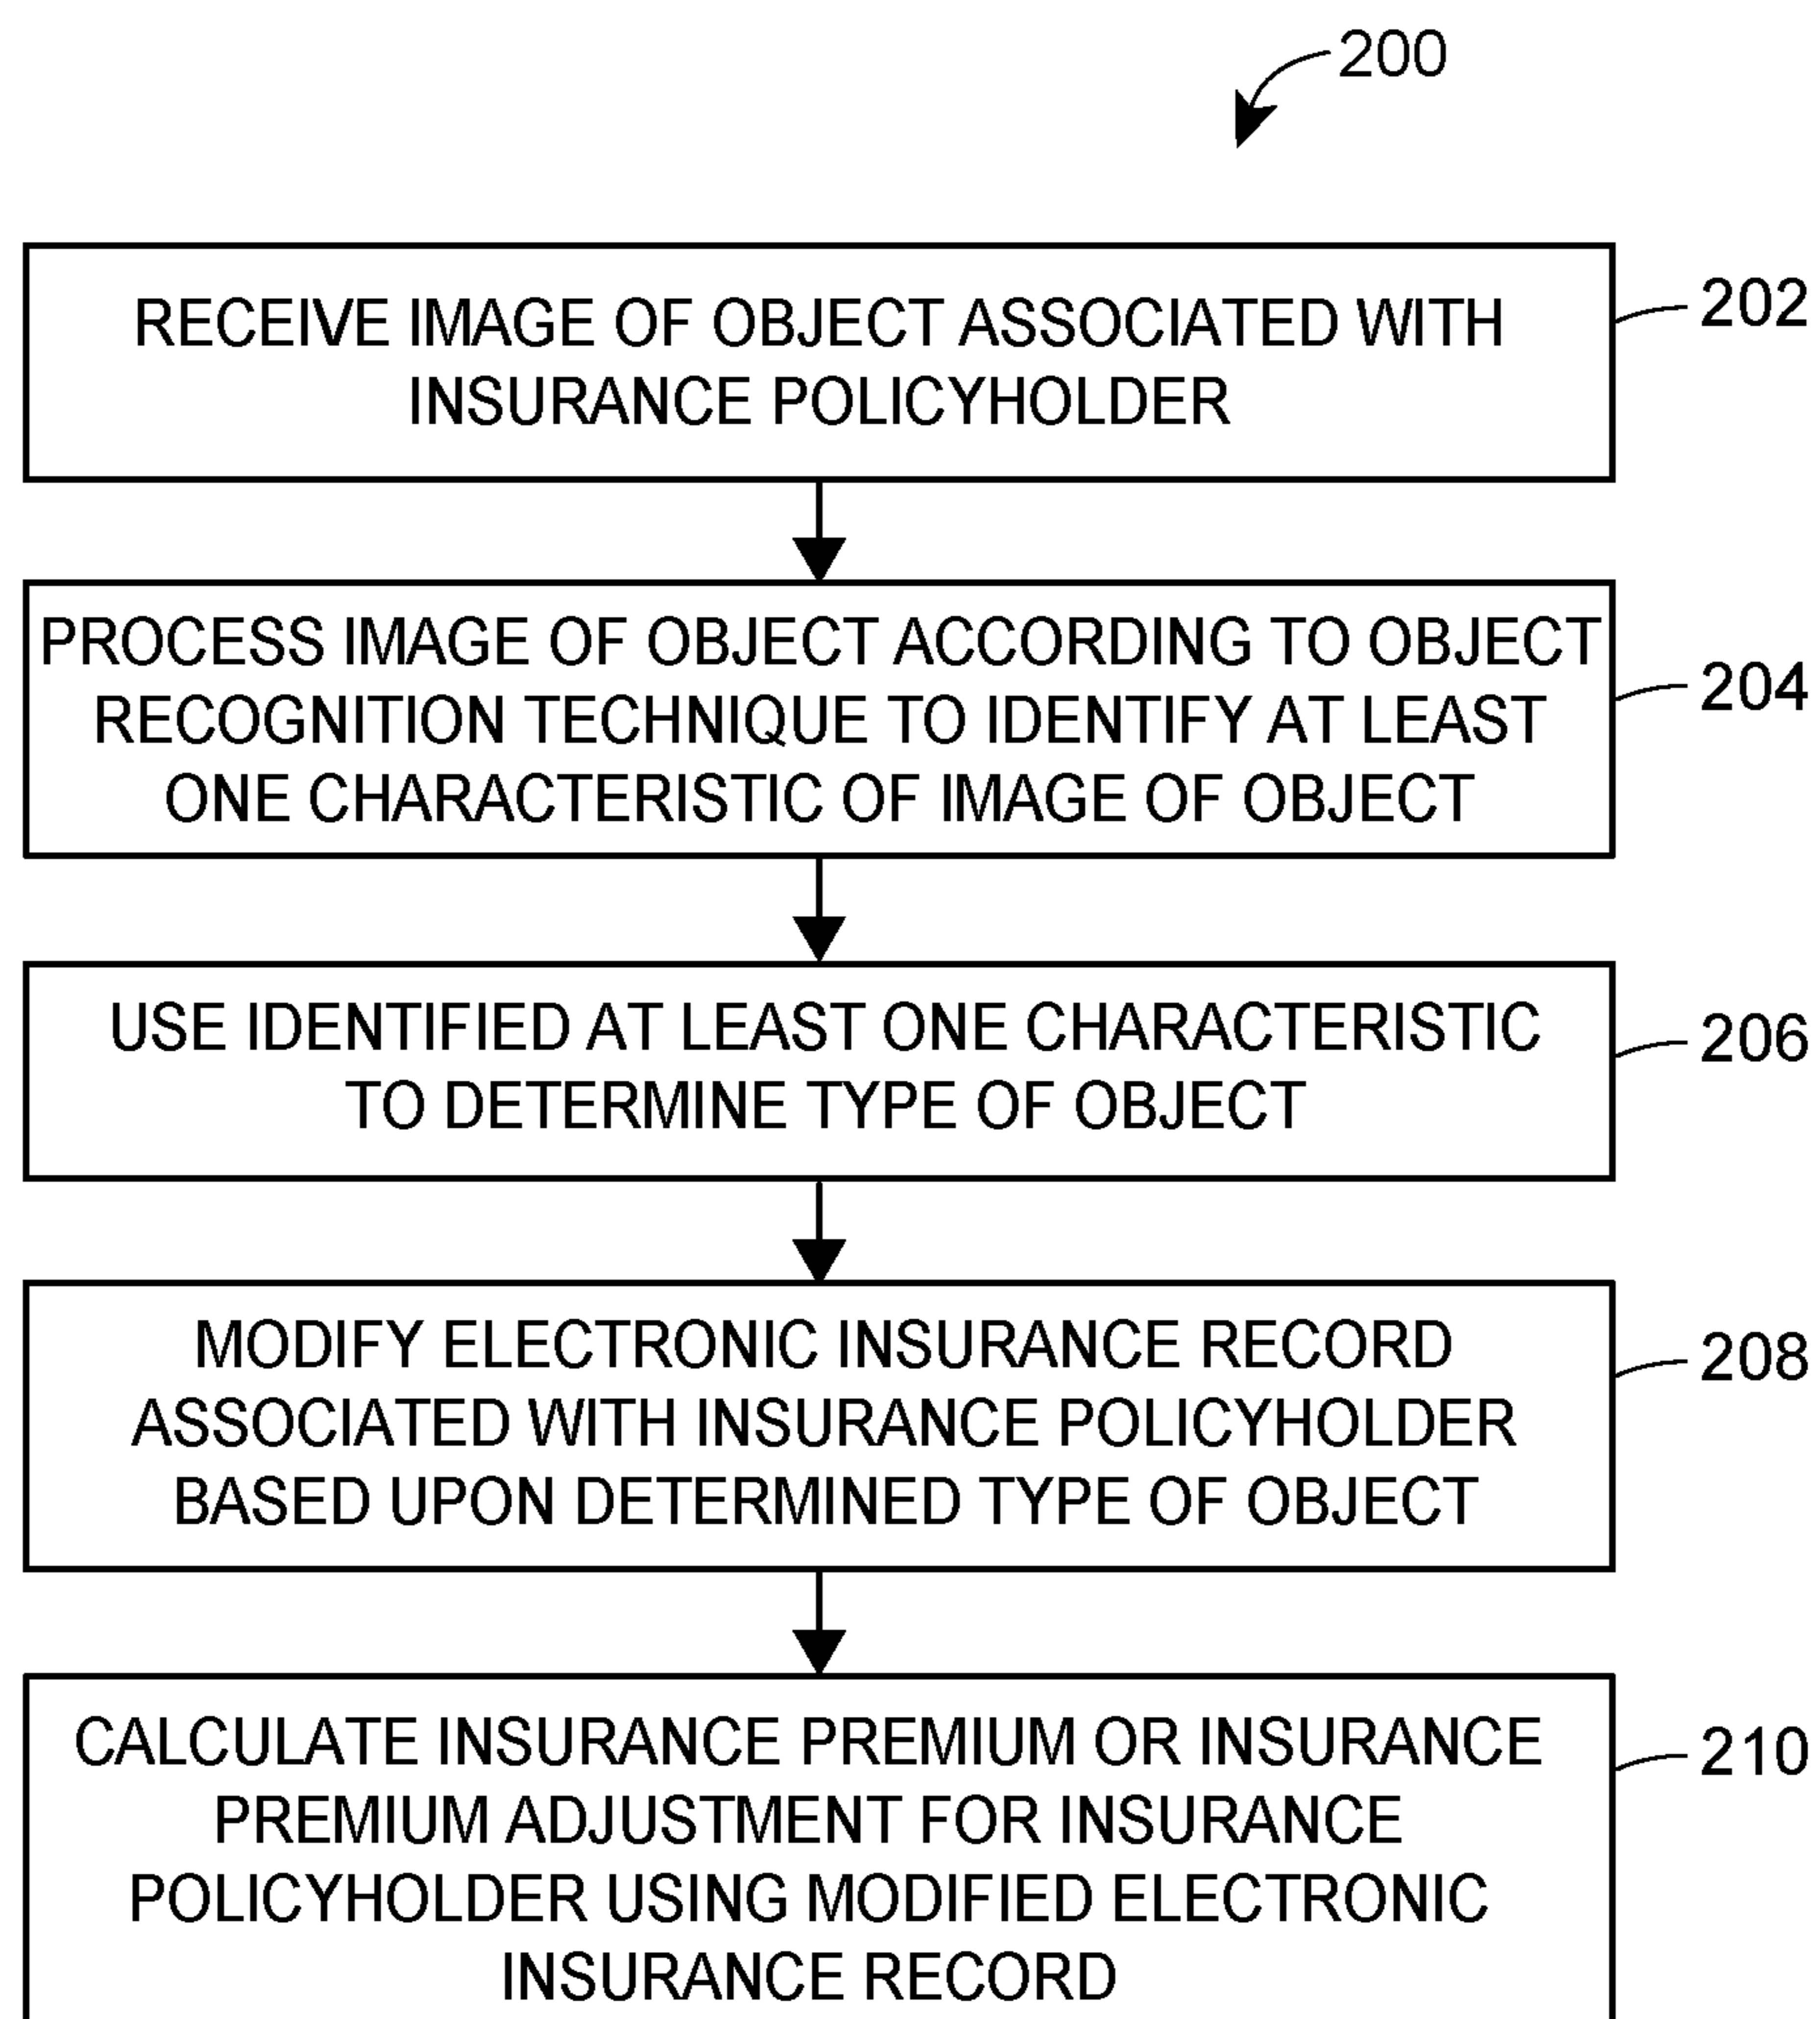 200
RECEIVE IMAGE OF OBJECT ASSOCIATED WITH
INSURANCE POLICYHOLDER
202
PROCESS IMAGE OF OBJECT ACCORDING TO OBJECT
RECOGNITION TECHNIQUE TO IDENTIFY AT LEAST
ONE CHARACTERISTIC OF IMAGE OF OBJECT
204
USE IDENTIFIED AT LEAST ONE CHARACTERISTIC
TO DETERMINE TYPE OF OBJECT
206
MODIFY ELECTRONIC INSURANCE RECORD
ASSOCIATED WITH INSURANCE POLICYHOLDER
BASED UPON DETERMINED TYPE OF OBJECT
208
CALCULATE INSURANCE PREMIUM OR INSURANCE
PREMIUM ADJUSTMENT FOR INSURANCE
POLICYHOLDER USING MODIFIED ELECTRONIC
INSURANCE RECORD
210